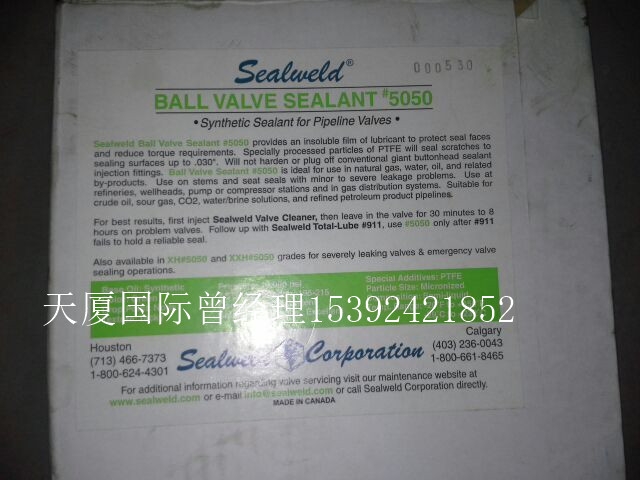 Sealweld®
000530
BALL VALVE SEALANT #5050
• Synthetic Sealant for Pipeline Valves •
Sealweld Ball Valve Sealant #5050 provides an insoluble film of lubricant to protect seal faces
and reduce torque requirements. Specially processed particles of PTFE will seal scratches to
sealing surfaces up to .030". Will not harden or plug off conventional giant buttonhead sealant
injection fittings. Ball Valve Sealant #5050 is ideal for use in natural gas, water, oil, and related
by-products. Use on stems and seat seals with minor to severe leakage problems. Use at
refineries, wellheads, pump or compressor stations and in gas distribution systems. Suitable for
crude oil, sour gas, CO2, water/brine solutions, and refined petroleum product pipelines.
For best results, first inject Sealweld Valve Cleaner, then leave in the valve for 30 minutes to 8
hours on problem valves. Follow up with Sealweld Total-Lube #911, use #5050 only after #911
fails to hold a reliable seal.
Also available in XH#5050 and XXH#5050 grades for severely leaking valves & emergency valve
sealing operations.
Base Oil: Synthetic
Special Additives: PTFE
Particle Size: Micronized
天厦国际曾经理15392421852
Houston
(713) 466-7373
1-800-624-4301
Sealweld Corporation
Calgary
(403) 236-0043
1-800-661-8465
For additional information regarding valve servicing visit our maintenance website at
www.sealweld.com or e-mail info@sealweld.com or call Sealweld Corporation directly.
MADE IN CANADA